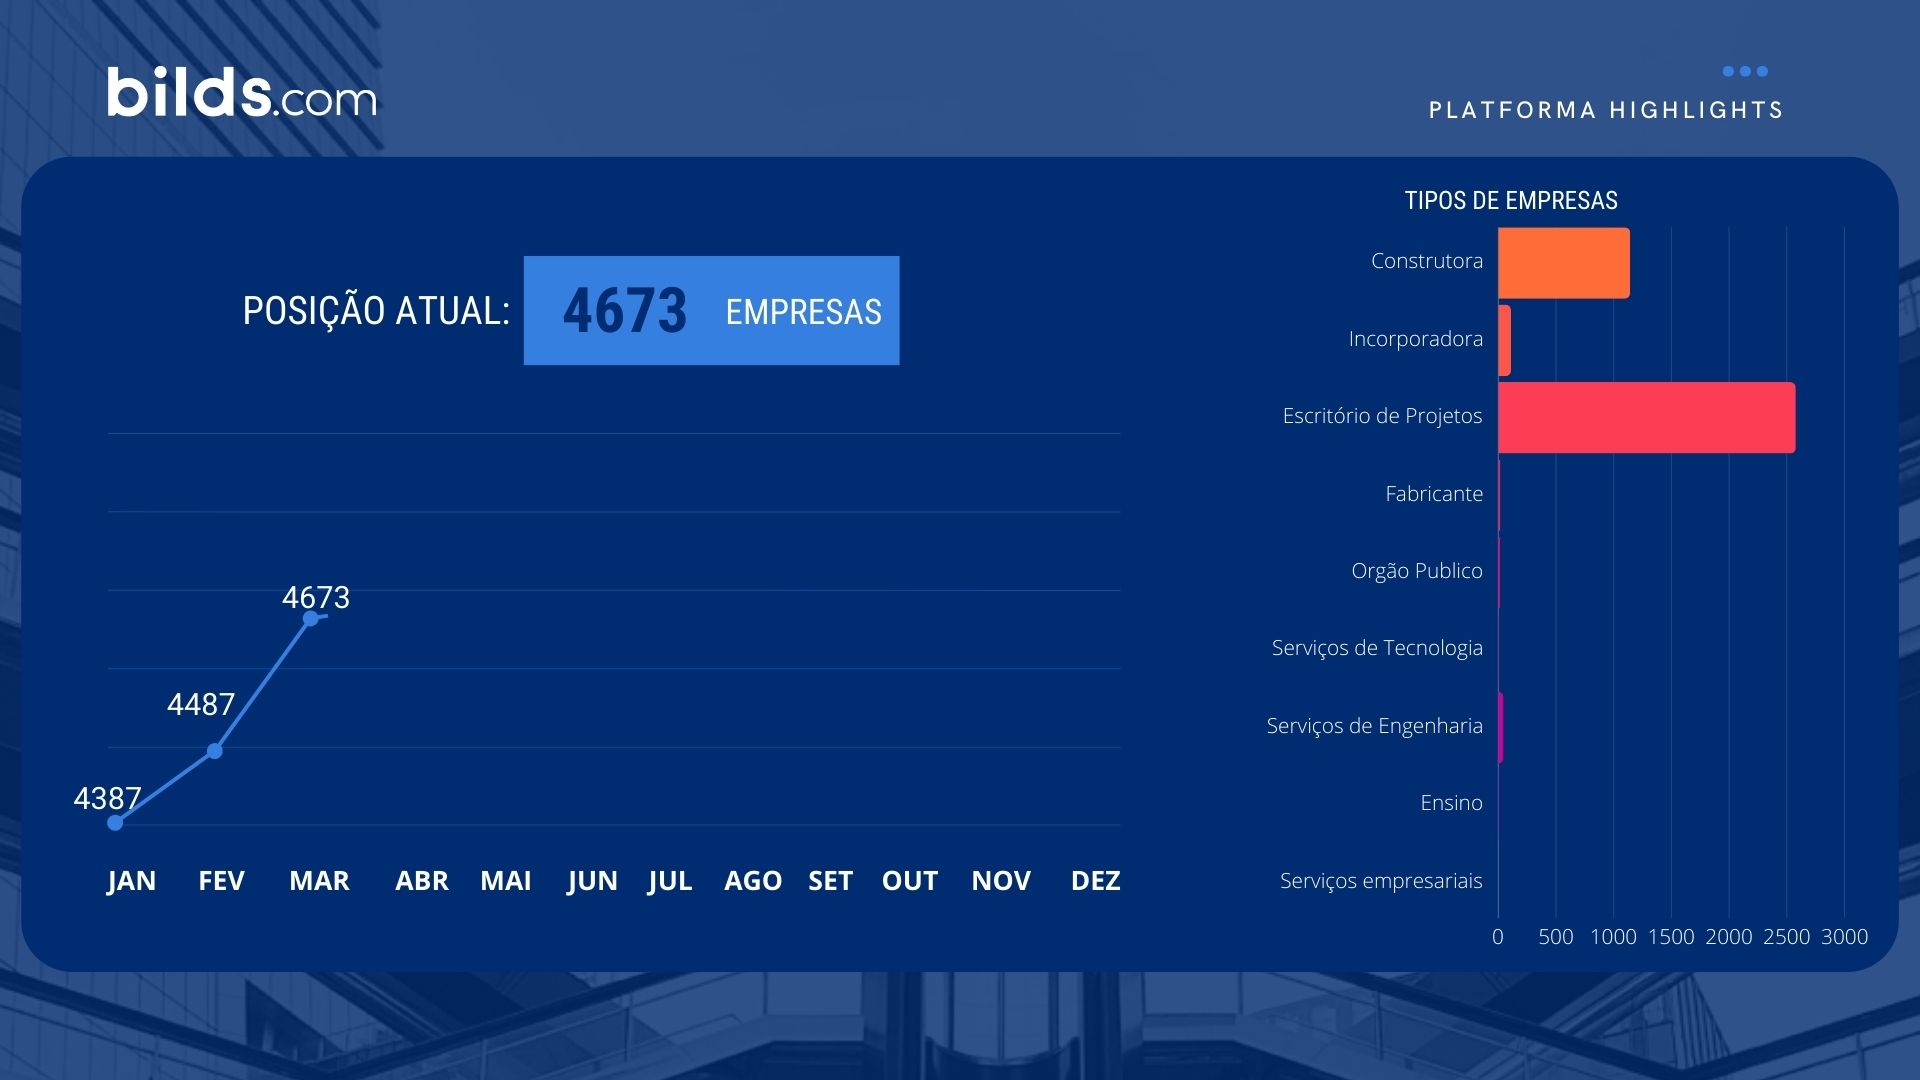 bilds.com
PLATFORMA HIGHLIGHTS
POSIÇÃO ATUAL: 4673 EMPRESAS
4673
4487
4387
JAN FEV MAR ABR MAI JUN JUL AGO SET OUT NOV DEZ
TIPOS DE EMPRESAS
Construtora
Incorporadora
Escritório de Projetos
Fabricante
Orgão Publico
Serviços de Tecnologia
Serviços de Engenharia
Ensino
Serviços empresariais
0 500 1000 1500 2000 2500 3000